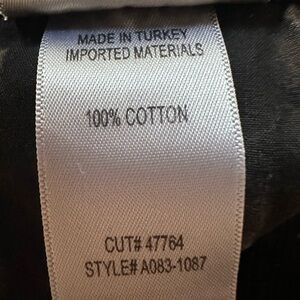 MADE IN TURKEY
IMPORTED MATERIALS
100% COTTON
CUT# 47764
STYLE# A083-1087